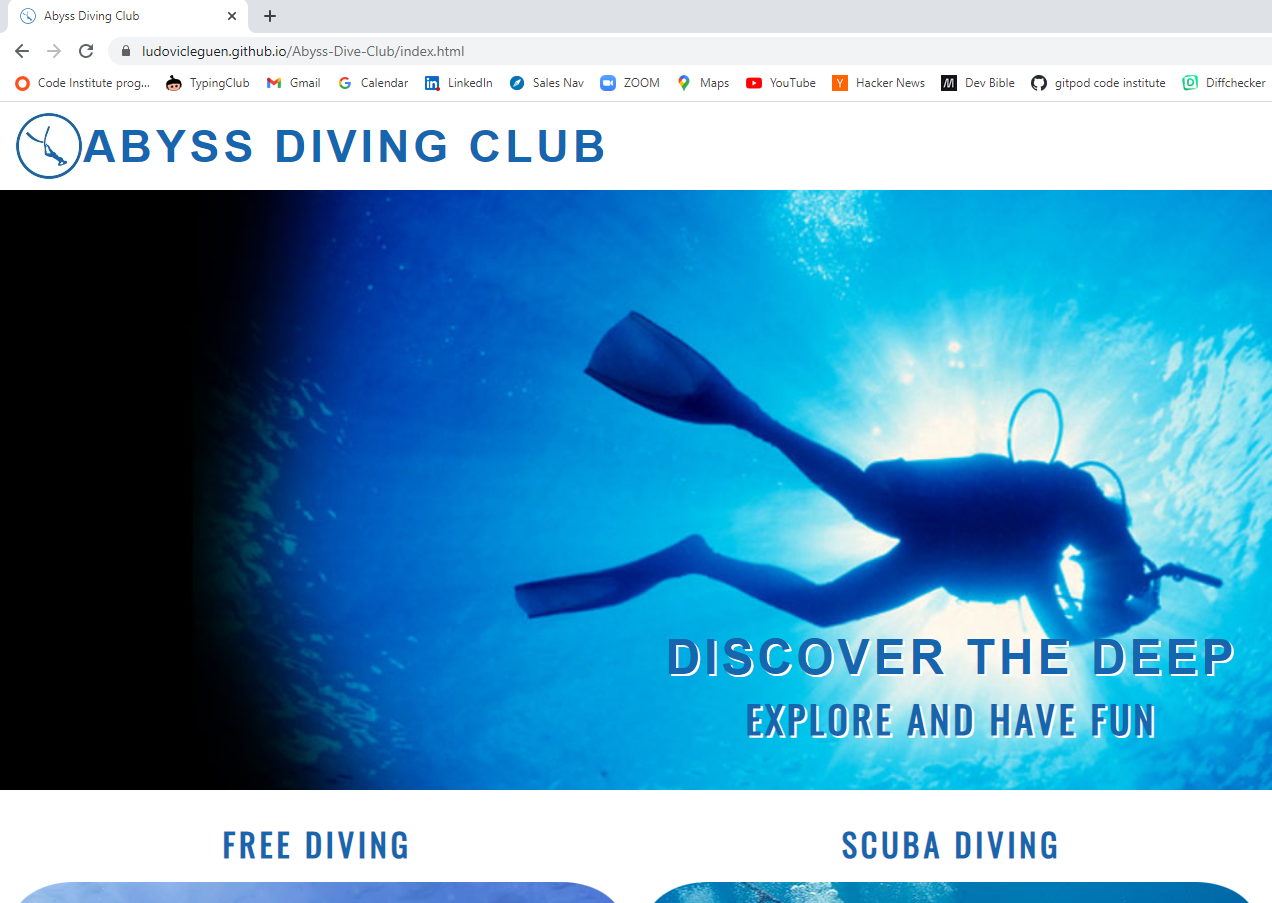 Abyss Diving Club
ludovicleguen.github.io/Abyss-Dive-Club/index.html
Code Institute prog... TypingClub Gmail Calendar LinkedIn Sales Nav ZOOM Maps YouTube Hacker News Dev Bible gitpod code institute Diffchecker
ABYSS DIVING CLUB
DISCOVER THE DEEP
EXPLORE AND HAVE FUN
FREE DIVING SCUBA DIVING